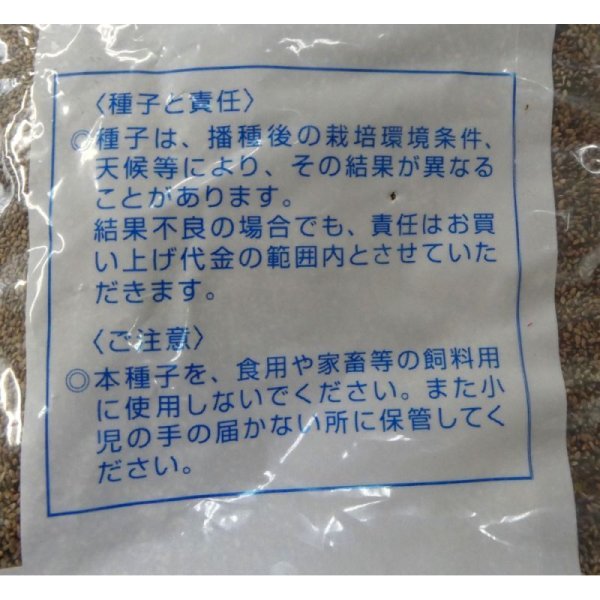 〈種子と責任〉
◎種子は、播種後の栽培環境条件、
天候等により、その結果が異なる
ことがあります。
結果不良の場合でも、責任はお買
い上げ代金の範囲内とさせていた
だきます。
〈ご注意〉
◎本種子を、食用や家畜等の飼料用
に使用しないでください。また小
児の手の届かない所に保管してく
ださい。